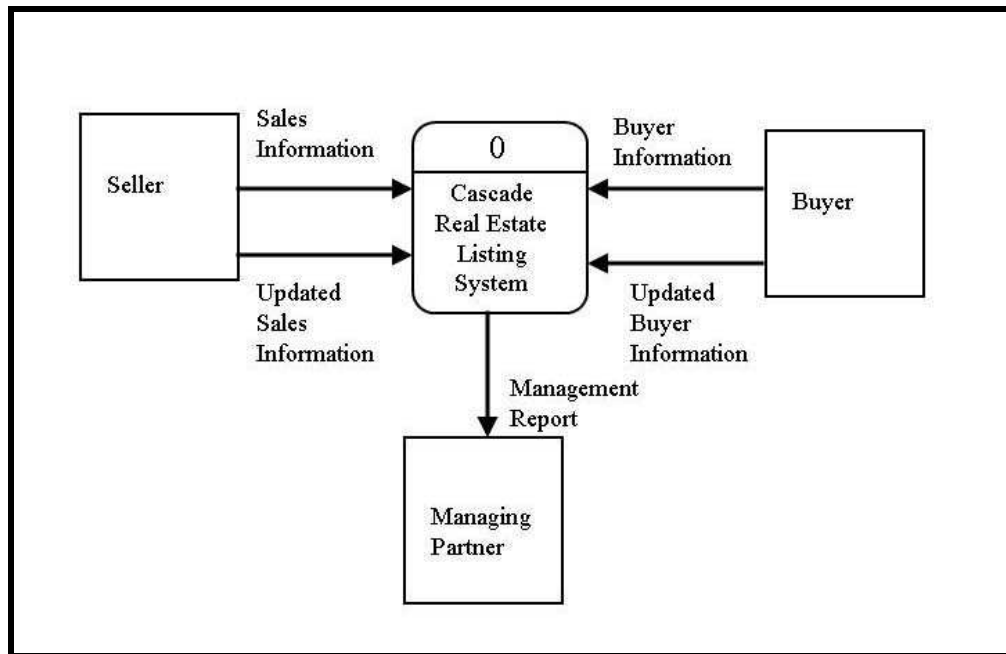 Sales
Information
Seller
Updated
Sales
Information
0
Cascade
Real Estate
Listing
System
Buyer
Information
Buyer
Updated
Buyer
Information
Management
Report
Managing
Partner